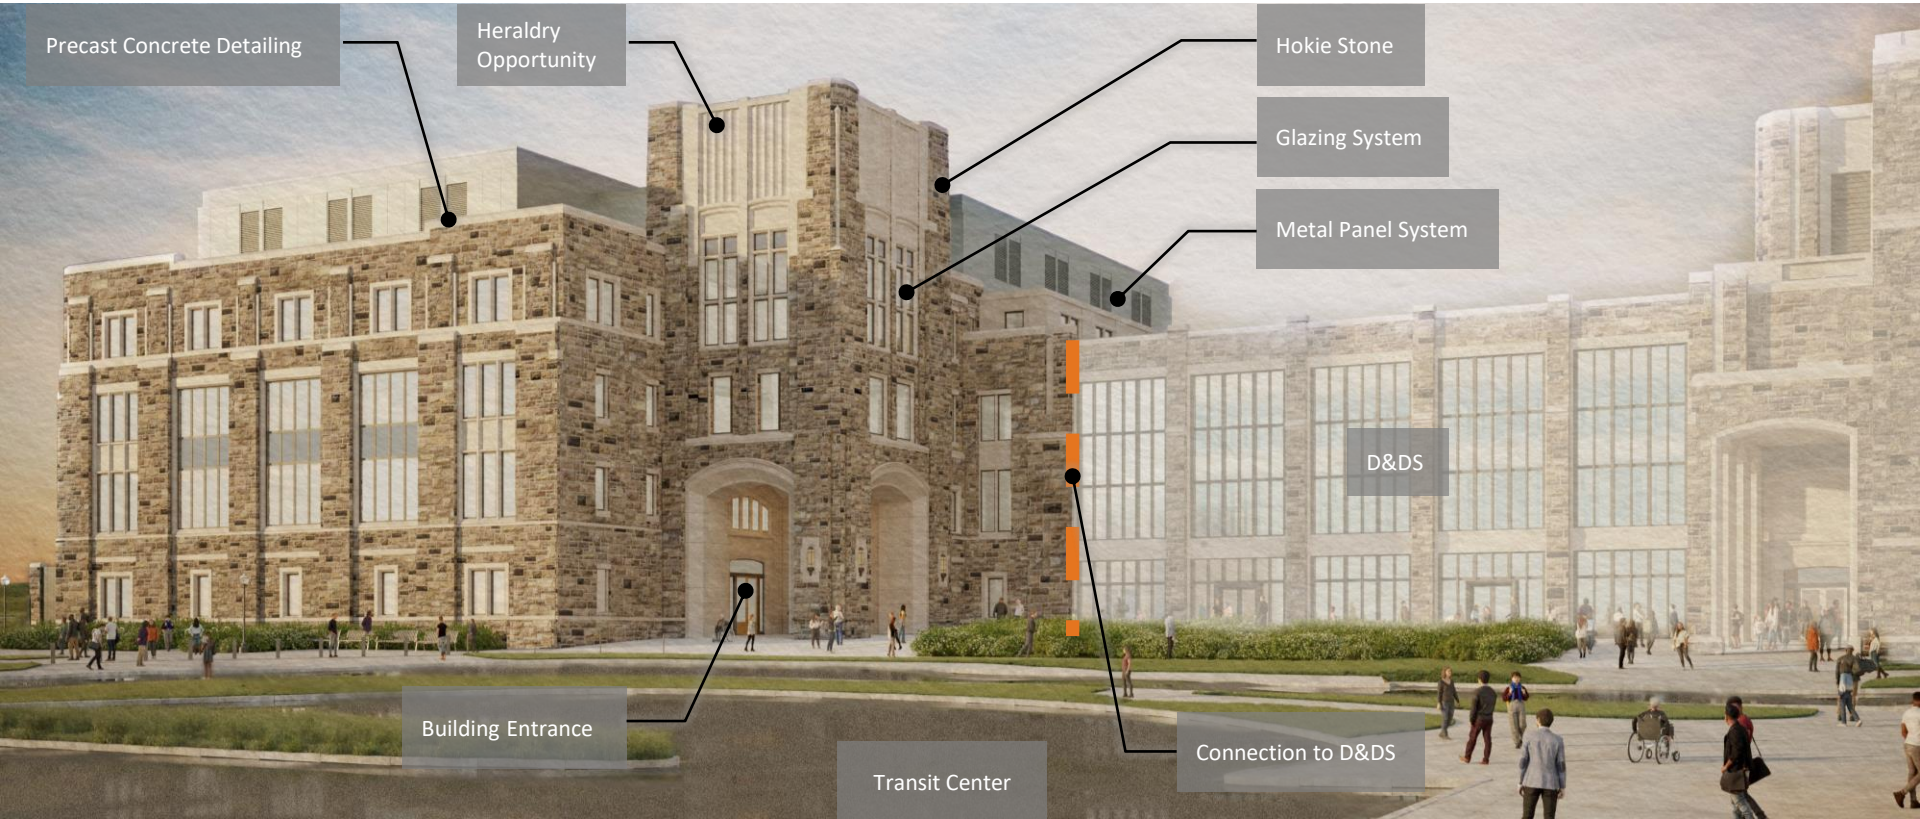 Precast Concrete Detailing
Heraldry
Opportunity
Hokie Stone
Glazing System
Metal Panel System
D&DS
Building Entrance
Transit Center
Connection to D&DS